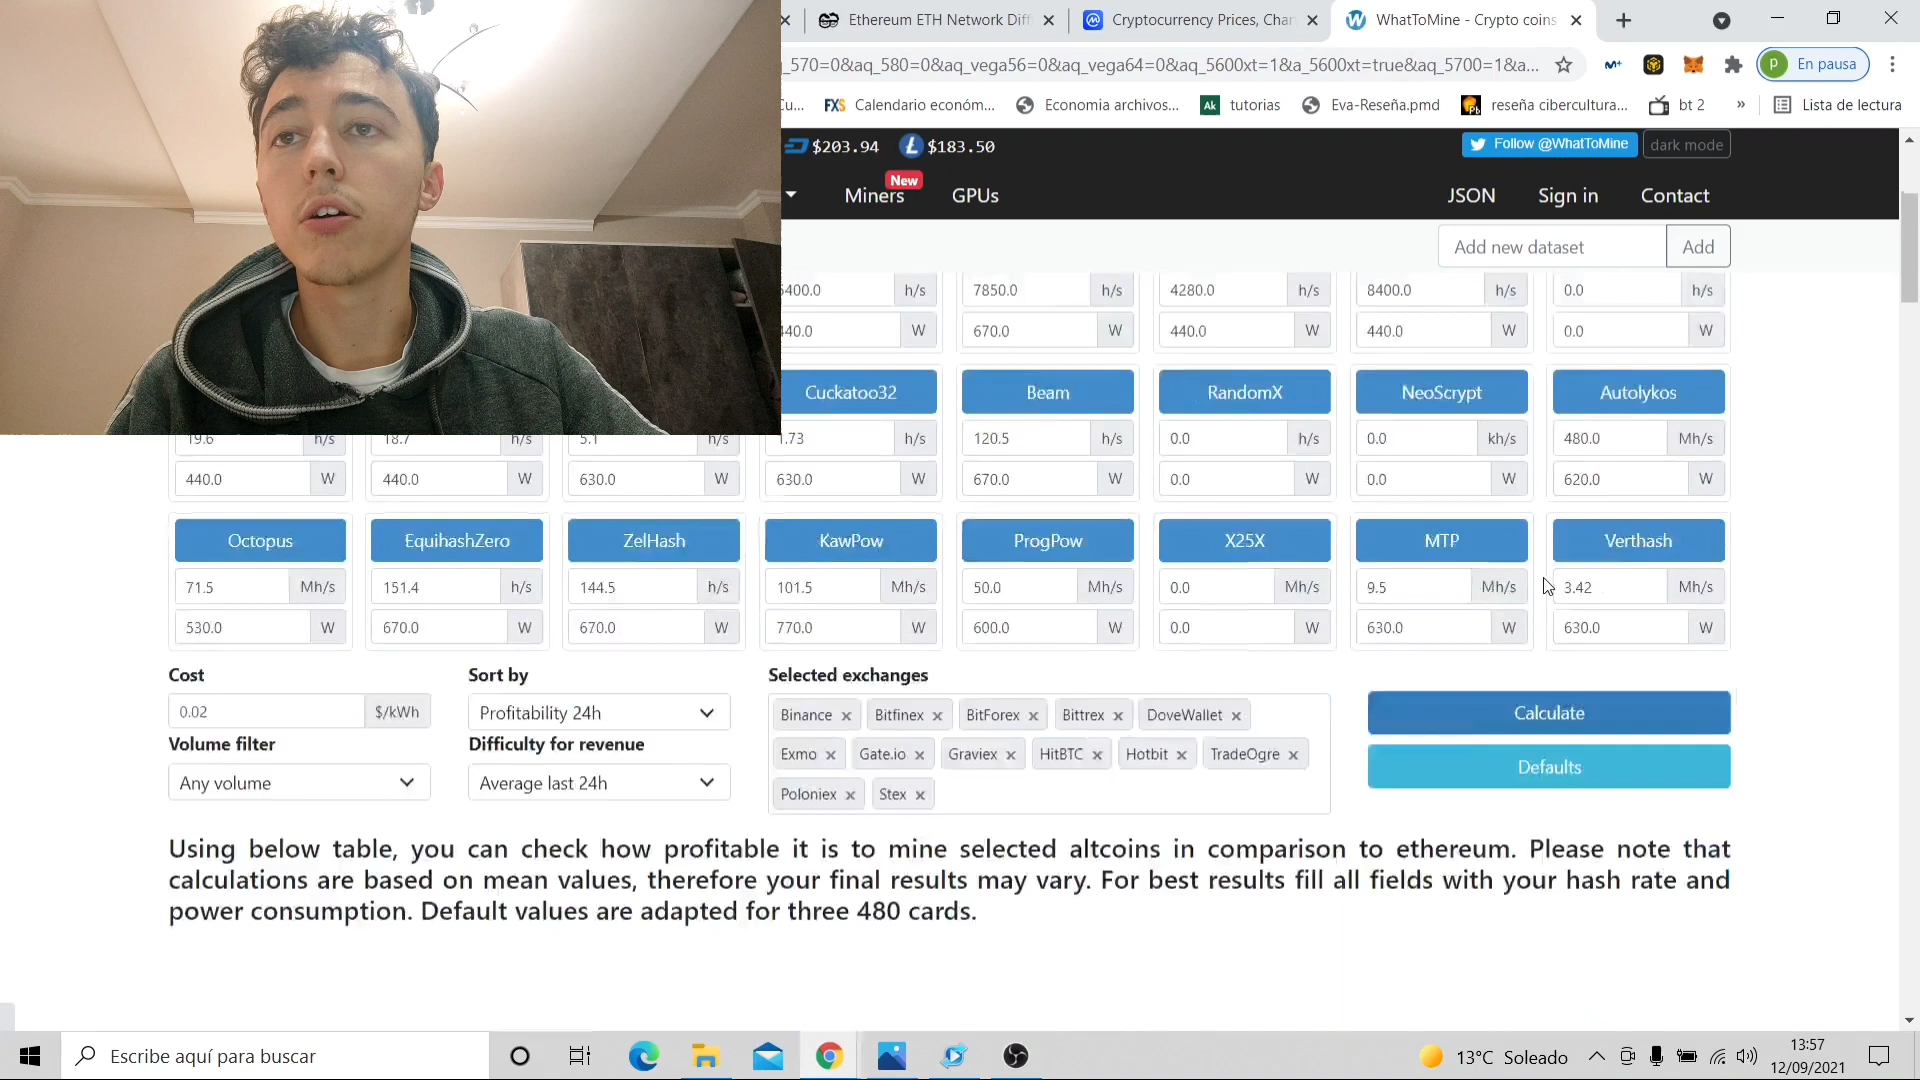 Ethereum ETH Network Diff
Cryptocurrency Prices, Char
WhatToMine - Crypto coins
_570=0&aq_580=0&aq_vega56=0&aq_vega64=0&aq_5600xt=1&a_5600xt=true&aq_5700=1&a...
En pausa
FXS Calendario económ...
Economia archivos...
Ak tutorias
Eva-Reseña.pmd
reseña cibercultura...
bt 2
»
Lista de lectura
$203.94 $183.50
Follow @WhatToMine
dark mode
Miners New
GPUs
JSON
Sign in
Contact
Add new dataset
Add
h/s 7850.0 h/s 4280.0 h/s 8400.0 h/s 0.0 h/s
W 670.0 W 440.0 W 440.0 W 0.0 W
Cuckatoo32 Beam RandomX NeoScrypt Autolykos
19.6 h/s 18.7 h/s 5.1 h/s 1.73 h/s 120.5 h/s 0.0 h/s 0.0 kh/s 480.0 Mh/s
440.0 W 440.0 W 630.0 W 630.0 W 670.0 W 0.0 W 0.0 W 620.0 W
Octopus EquihashZero ZelHash KawPow ProgPow X25X MTP Verthash
71.5 Mh/s 151.4 h/s 144.5 h/s 101.5 Mh/s 50.0 Mh/s 0.0 Mh/s 9.5 Mh/s 3.42 Mh/s
530.0 W 670.0 W 670.0 W 770.0 W 600.0 W 0.0 W 630.0 W 630.0 W
Cost
0.02 $/kWh
Volume filter
Any volume
Sort by
Profitability 24h
Difficulty for revenue
Average last 24h
Selected exchanges
Binance × Bitfinex × BitForex × Bittrex × DoveWallet ×
Exmo × Gate.io × Graviex × HitBTC × Hotbit × TradeOgre ×
Poloniex × Stex ×
Calculate
Defaults
Using below table, you can check how profitable it is to mine selected altcoins in comparison to ethereum. Please note that
calculations are based on mean values, therefore your final results may vary. For best results fill all fields with your hash rate and
power consumption. Default values are adapted for three 480 cards.
Escribe aquí para buscar
13°C Soleado
13:57
12/09/2021